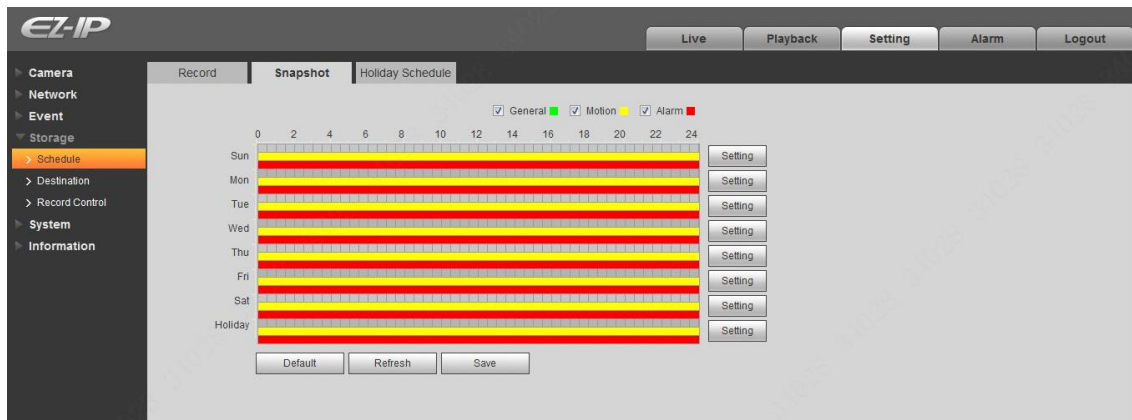 EZ-IP
Live Playback Setting Alarm Logout
Camera
Network
Event
Storage
Schedule
Destination
Record Control
System
Information
Record Snapshot Holiday Schedule
General Motion Alarm
0 2 4 6 8 10 12 14 16 18 20 22 24
Sun Setting
Mon Setting
Tue Setting
Wed Setting
Thu Setting
Fri Setting
Sat Setting
Holiday Setting
Default Refresh Save